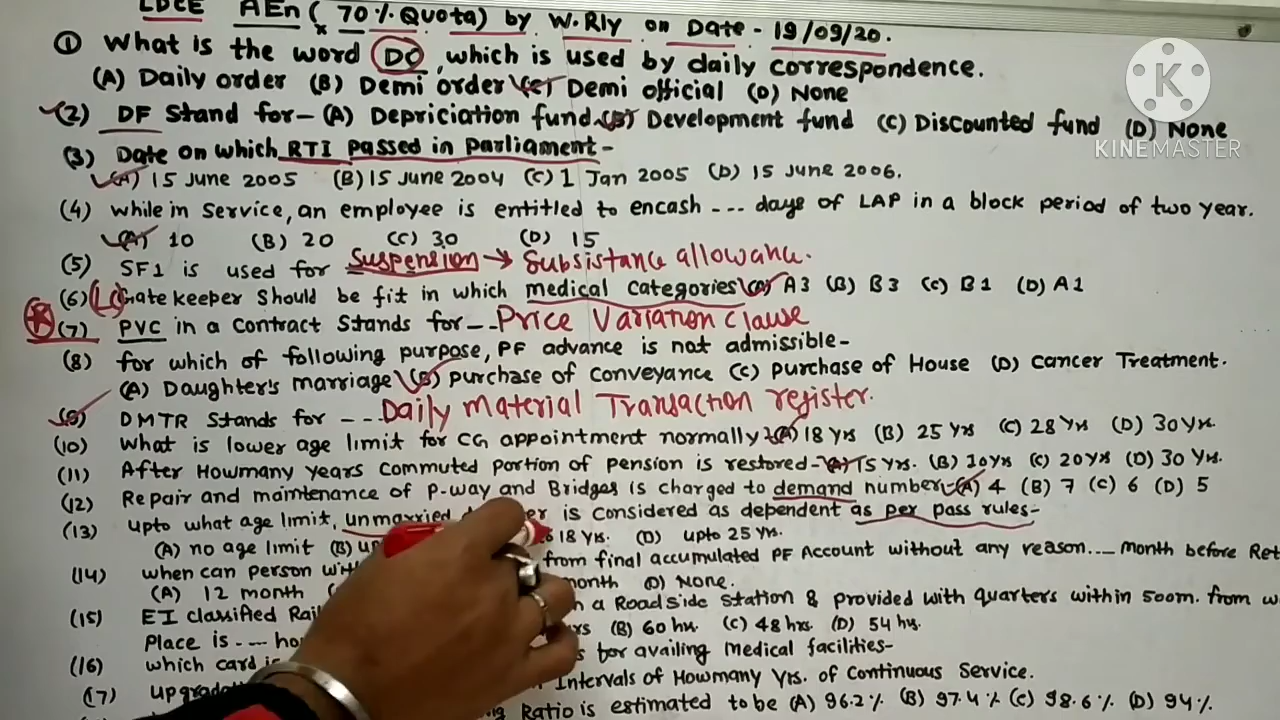 LDCE AEn (70% Quota) by W.Rly on Date - 19/09/20.
① What is the word DO, which is used by daily correspondence.
(A) Daily order (B) Demi order (C) Demi official (D) None
(2) DF Stand for- (A) Depriciation fund (B) Development fund (C) Discounted fund (D) None
(3) Date on which RTI passed in Parliament-
(A) 15 June 2005 (B) 15 June 2004 (C) 1 Jan 2005 (D) 15 June 2006.
(4) while in Service, an employee is entitled to encash --- days of LAP in a block period of two year.
(A) 10 (B) 20 (C) 30 (D) 15
(5) SF1 is used for Suspension → Subsistance allowance.
(6) LC Gate keeper should be fit in which medical categories (A) A3 (B) B3 (C) B1 (D) A1
(7) PVC in a Contract Stands for-- Price Variation Clause
(8) for which of following purpose, PF advance is not admissible-
(A) Daughter's marriage (B) purchase of conveyance (C) purchase of House (D) Cancer Treatment.
(9) DMTR Stands for --- Daily Material Transaction register.
(10) What is lower age limit for CG appointment normally (A) 18 Yrs (B) 25 Yrs (C) 28 Yrs (D) 30 Yrs.
(11) After Howmany years Commuted Portion of Pension is restored- (A) 15 Yrs. (B) 10 Yrs (C) 20 Yrs (D) 30 Yrs.
(12) Repair and maintenance of P-way and Bridges is charged to demand number (A) 4 (B) 7 (C) 6 (D) 5
(13) upto what age limit, unmarried is considered as dependent as per pass rules-
(A) no age limit (B) 18 Yrs. (D) upto 25 Yrs.
(14) when can person from final accumulated PF Account without any reason --- month before Ret
(A) 12 month month (D) None.
(15) EI classified a Road side Station & provided with quarters within 500m. from
Place is --- (B) 60 hrs. (C) 48 hrs. (D) 54 hrs.
(16) which card for availing Medical facilities-
(17) Intervals of Howmany Yrs. of Continuous Service.
Ratio is estimated to be (A) 96.2% (B) 97.4% (C) 98.6% (D) 94%.
K
KINEMASTER